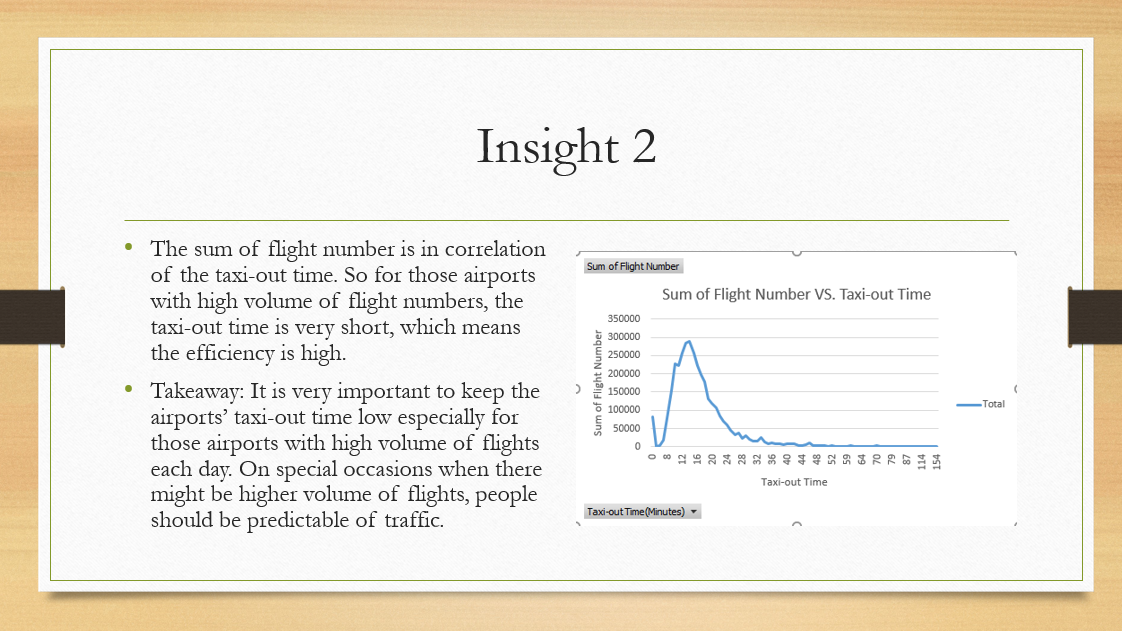 Insight 2
• The sum of flight number is in correlation
of the taxi-out time. So for those airports
with high volume of flight numbers, the
taxi-out time is very short, which means
the efficiency is high.
• Takeaway: It is very important to keep the
airports’ taxi-out time low especially for
those airports with high volume of flights
each day. On special occasions when there
might be higher volume of flights, people
should be predictable of traffic.
Sum of Flight Number
Sum of Flight Number VS. Taxi-out Time
Sum of Flight Number
350000
300000
250000
200000
150000
100000
50000
0
0 8 12 16 20 24 28 32 36 40 44 48 52 59 64 70 79 87 114 154
Taxi-out Time
Total
Taxi-out Time(Minutes)